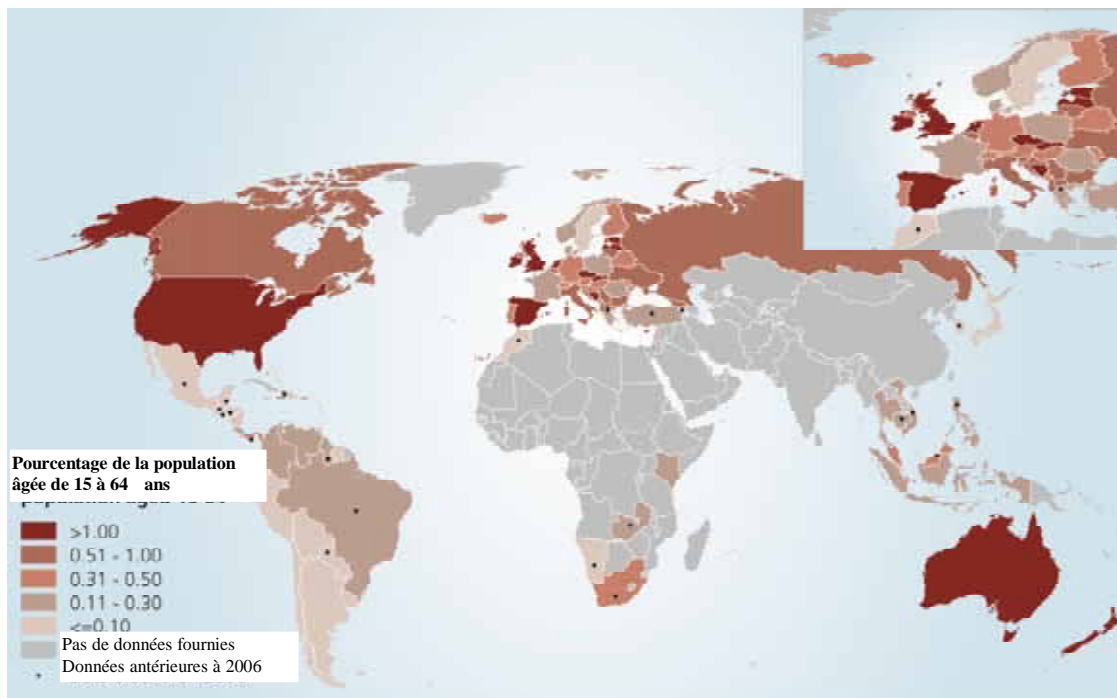 Pourcentage de la population
âgée de 15 à 64 ans
>1.00
0.51 - 1.00
0.31 - 0.50
0.11 - 0.30
<=0.10
Pas de données fournies
Données antérieures à 2006